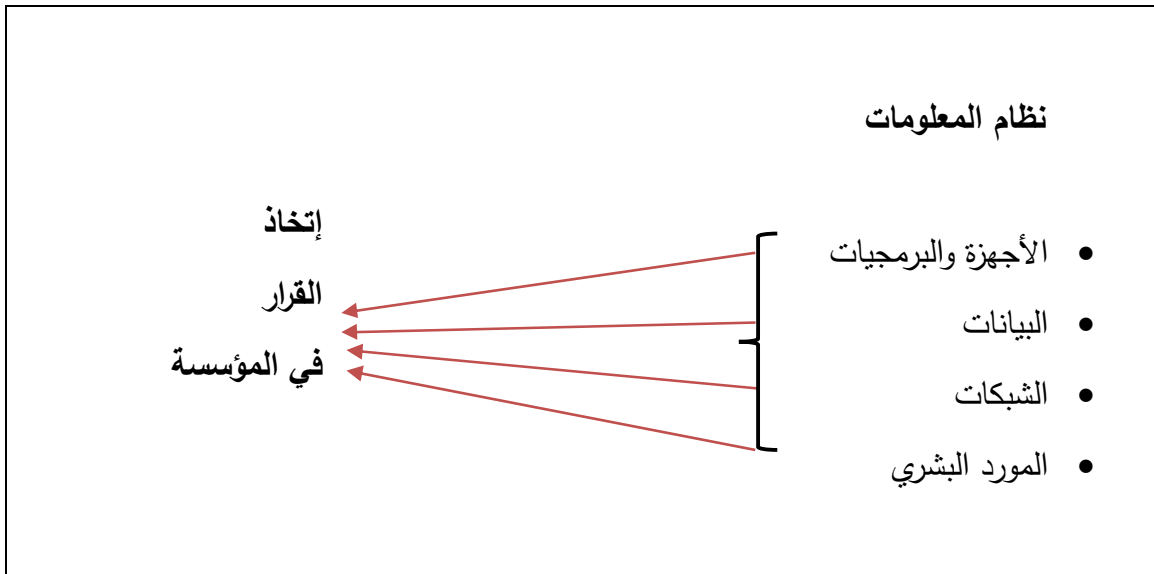 نظام المعلومات
• الأجهزة والبرمجيات
• البيانات
• الشبكات
• المورد البشري
إتخاذ
القرار
في المؤسسة